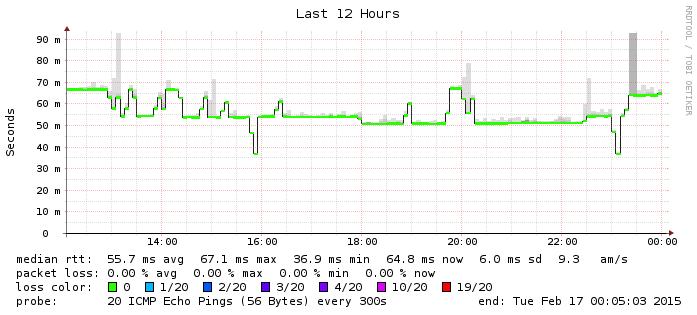 Last 12 Hours
RRDTOOL / TOBI OETIKER
Seconds
90 m
80 m
70 m
60 m
50 m
40 m
30 m
20 m
10 m
0
14:00 16:00 18:00 20:00 22:00 00:00
median rtt: 55.7 ms avg 67.1 ms max 36.9 ms min 64.8 ms now 6.0 ms sd 9.3 am/s
packet loss: 0.00 % avg 0.00 % max 0.00 % min 0.00 % now
loss color: 0 1/20 2/20 3/20 4/20 10/20 19/20
probe: 20 ICMP Echo Pings (56 Bytes) every 300s end: Tue Feb 17 00:05:03 2015